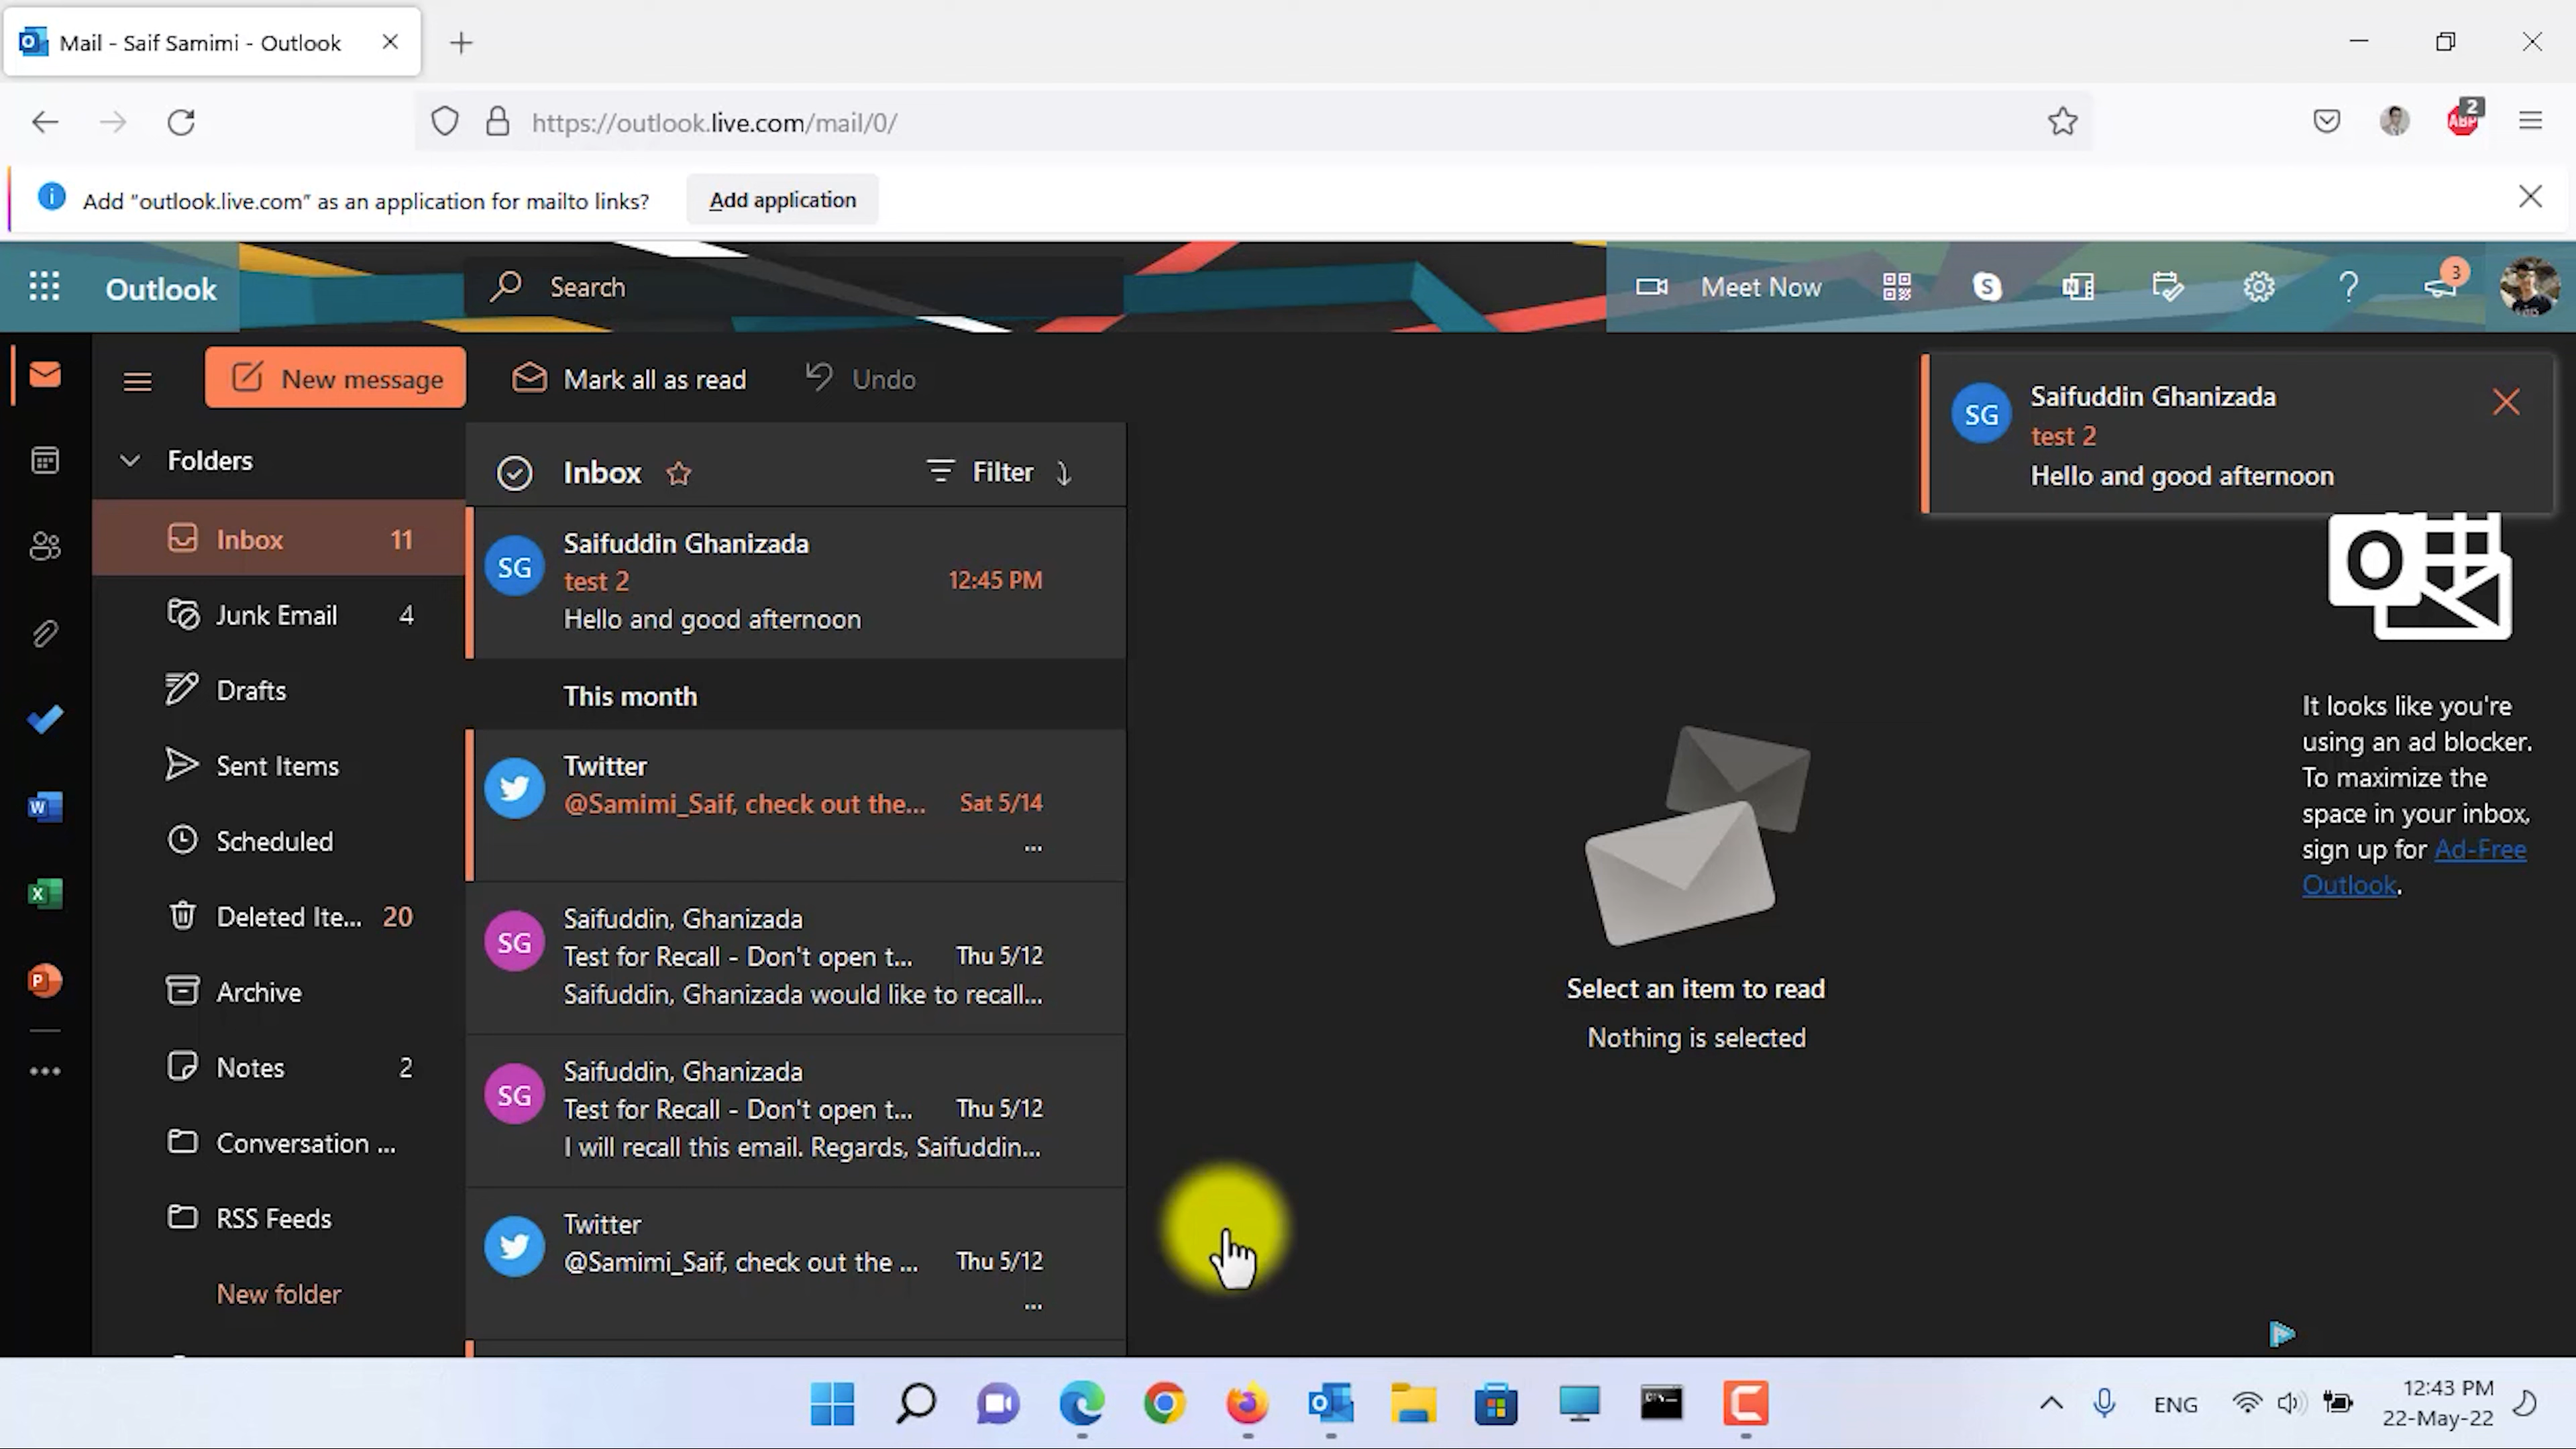 Mail - Saif Samimi - Outlook
https://outlook.live.com/mail/0/
2
Add "outlook.live.com" as an application for mailto links?
Add application
Outlook
Search
Meet Now
3
New message
Mark all as read
Undo
Folders
Inbox 11
Junk Email 4
Drafts
Sent Items
Scheduled
Deleted Ite... 20
Archive
Notes 2
Conversation ...
RSS Feeds
New folder
Inbox
Filter
SG
Saifuddin Ghanizada
test 2 12:45 PM
Hello and good afternoon
This month
Twitter
@Samimi_Saif, check out the... Sat 5/14
...
SG
Saifuddin, Ghanizada
Test for Recall - Don't open t... Thu 5/12
Saifuddin, Ghanizada would like to recall...
SG
Saifuddin, Ghanizada
Test for Recall - Don't open t... Thu 5/12
I will recall this email. Regards, Saifuddin...
Twitter
@Samimi_Saif, check out the ... Thu 5/12
...
Select an item to read
Nothing is selected
SG
Saifuddin Ghanizada
test 2
Hello and good afternoon
It looks like you're
using an ad blocker.
To maximize the
space in your inbox,
sign up for Ad-Free
Outlook.
ENG
12:43 PM
22-May-22